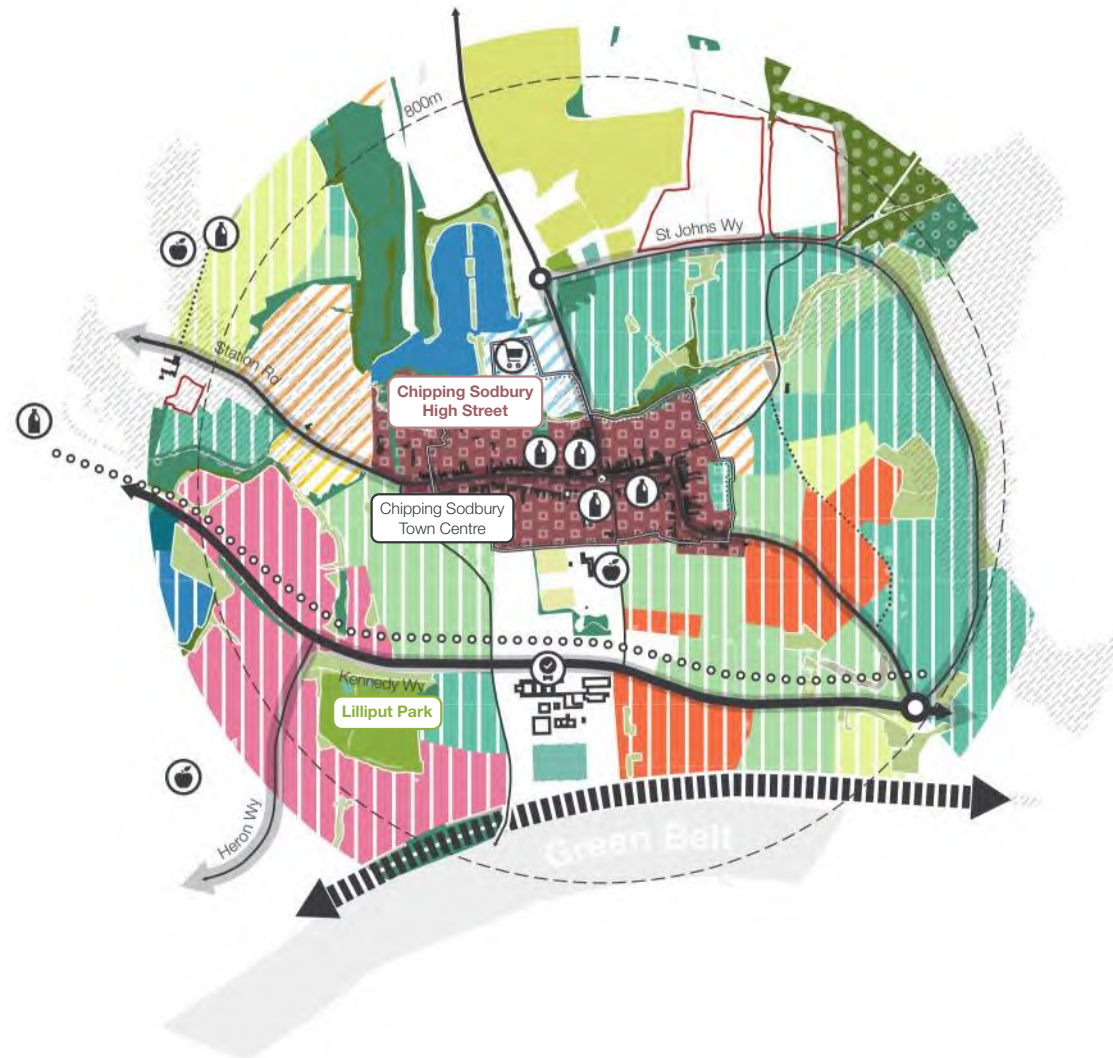 800m
St Johns Wy
Station Rd
Chipping Sodbury
High Street
Chipping Sodbury
Town Centre
Kennedy Wy
Lilliput Park
Heron Wy
Green Belt